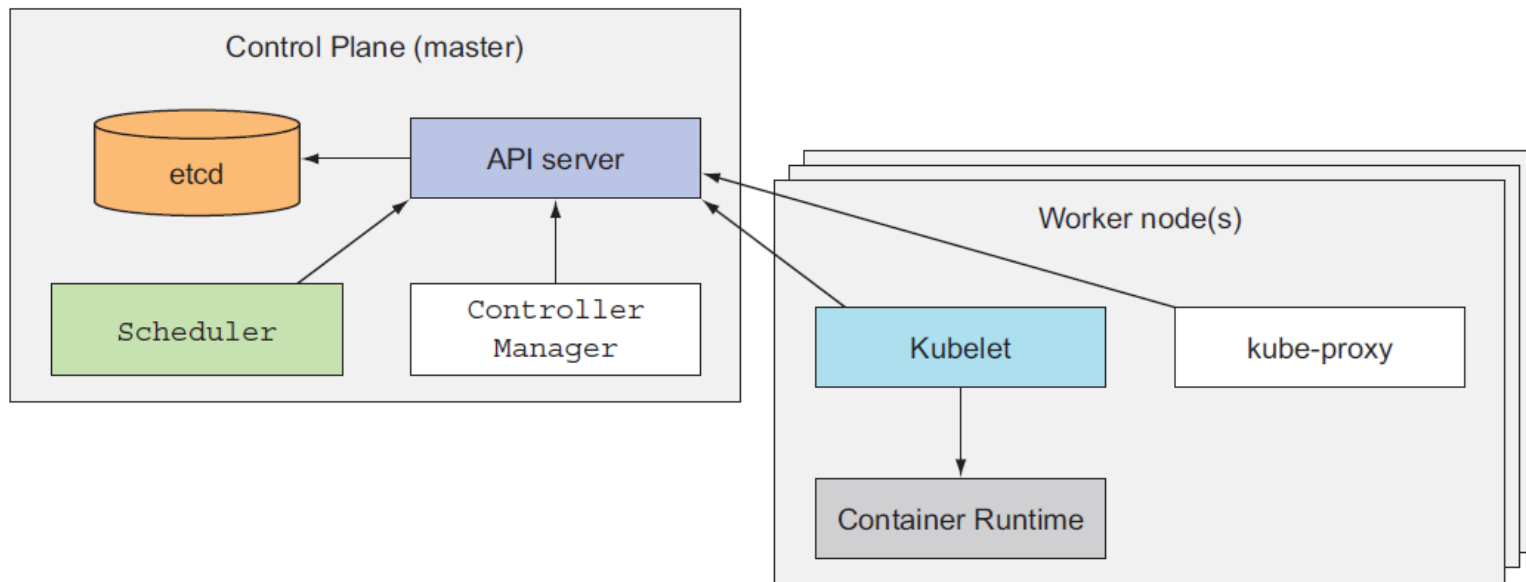 Control Plane (master)
etcd
API server
Scheduler
Controller
Manager
Worker node(s)
Kubelet
kube-proxy
Container Runtime